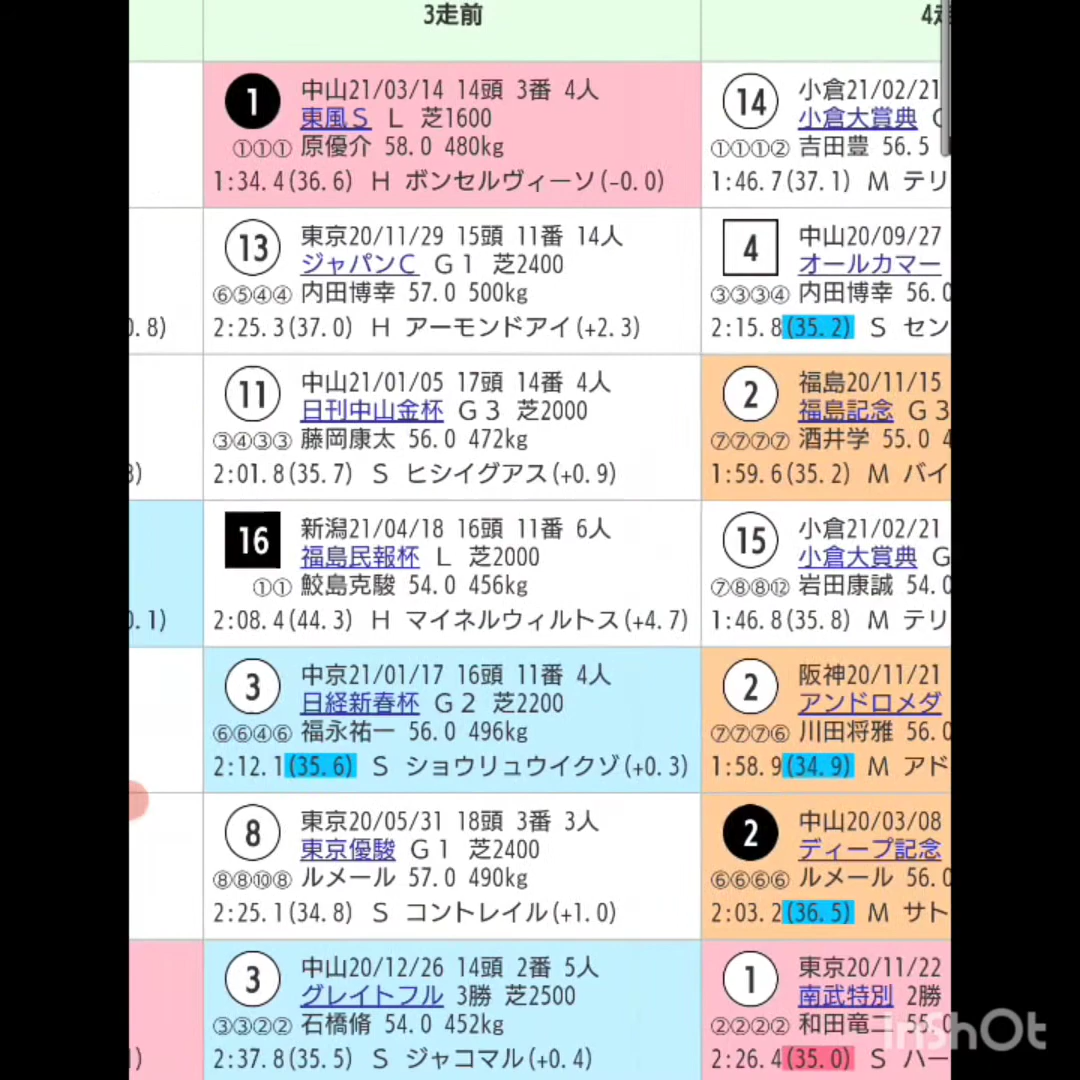 3走前
4走
1
中山21/03/14 14頭 3番 4人
東風S L 芝1600
①①① 原優介 58.0 480kg
1:34.4(36.6) H ボンセルヴィーソ(-0.0)
14
小倉21/02/21
小倉大賞典
①①①② 吉田豊 56.5
1:46.7(37.1) M テリ
13
東京20/11/29 15頭 11番 14人
ジャパンC G1 芝2400
⑥⑤④④ 内田博幸 57.0 500kg
2:25.3(37.0) H アーモンドアイ(+2.3)
0.8)
4
中山20/09/27
オールカマー
③③③④ 内田博幸 56.0
2:15.8(35.2) S セン
11
中山21/01/05 17頭 14番 4人
日刊中山金杯 G3 芝2000
③④③③ 藤岡康太 56.0 472kg
2:01.8(35.7) S ヒシイグアス(+0.9)
2
福島20/11/15
福島記念 G3
⑦⑦⑦⑦ 酒井学 55.0 4
1:59.6(35.2) M バイ
16
新潟21/04/18 16頭 11番 6人
福島民報杯 L 芝2000
①① 鮫島克駿 54.0 456kg
2:08.4(44.3) H マイネルウィルトス(+4.7)
0.1)
15
小倉21/02/21
小倉大賞典 G
⑦⑧⑧⑫ 岩田康誠 54.0
1:46.8(35.8) M テリ
3
中京21/01/17 16頭 11番 4人
日経新春杯 G2 芝2200
⑥⑥④⑥ 福永祐一 56.0 496kg
2:12.1(35.6) S ショウリュウイクゾ(+0.3)
2
阪神20/11/21
アンドロメダ
⑦⑦⑦⑥ 川田将雅 56.0
1:58.9(34.9) M アド
8
東京20/05/31 18頭 3番 3人
東京優駿 G1 芝2400
⑧⑧⑩⑧ ルメール 57.0 490kg
2:25.1(34.8) S コントレイル(+1.0)
2
中山20/03/08
ディープ記念
⑥⑥⑥⑥ ルメール 56.0
2:03.2(36.5) M サト
3
中山20/12/26 14頭 2番 5人
グレイトフル 3勝 芝2500
③③②② 石橋脩 54.0 452kg
2:37.8(35.5) S ジャコマル(+0.4)
1
東京20/11/22
南武特別 2勝
②②②② 和田竜二 55.0
2:26.4(35.0) S ハー
InShOt